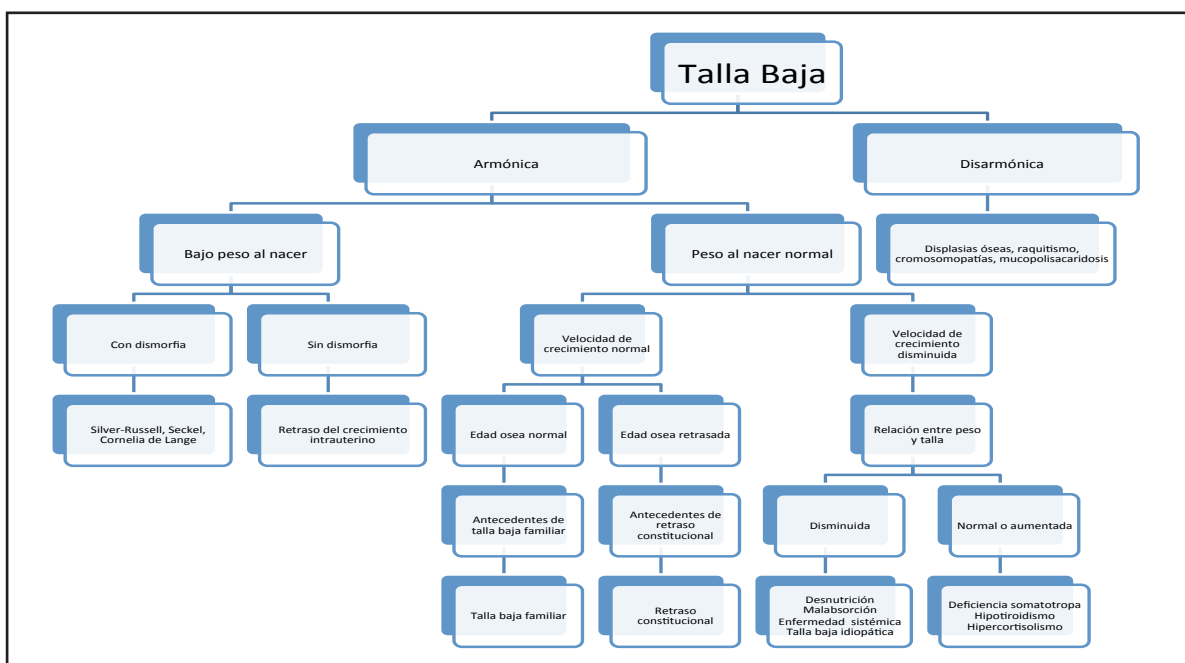 Talla Baja
Armónica
Disarmónica
Bajo peso al nacer
Peso al nacer normal
Displasias óseas, raquitismo,
cromosomopatías, mucopolisacaridosis
Con dismorfia
Sin dismorfia
Velocidad de
crecimiento normal
Velocidad de
crecimiento
disminuida
Silver-Russell, Seckel,
Cornelia de Lange
Retraso del crecimiento
intrauterino
Edad osea normal
Edad osea retrasada
Relación entre peso
y talla
Antecedentes de
talla baja familiar
Antecedentes de
retraso
constitucional
Disminuida
Normal o aumentada
Talla baja familiar
Retraso
constitucional
Desnutrición
Malabsorción
Enfermedad sistémica
Talla baja idiopática
Deficiencia somatotropa
Hipotiroidismo
Hipercortisolismo